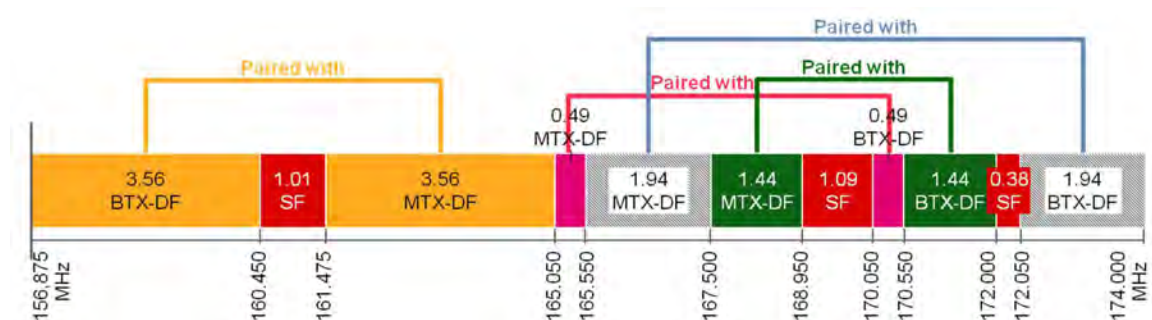 Paired with
Paired with
Paired with
Paired with
0.49
MTX-DF
0.49
BTX-DF
3.56
BTX-DF
1.01
SF
3.56
MTX-DF
1.94
MTX-DF
1.44
MTX-DF
1.09
SF
1.44
BTX-DF
0.38
SF
1.94
BTX-DF
156,875
MHz
160.450
161.475
165.050
165.550
167.500
168.950
170.050
170.550
172.000
172.050
174.000
MHz